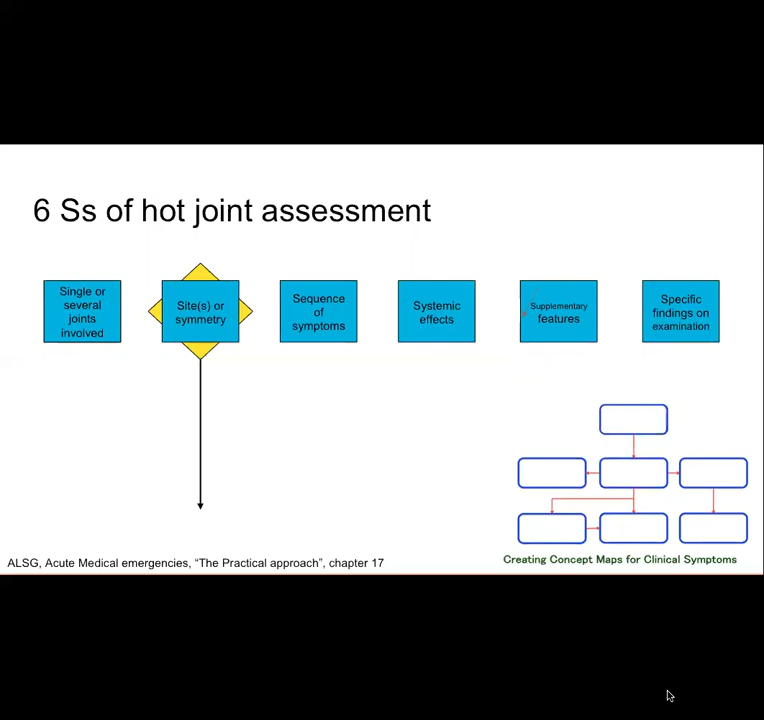 6 Ss of hot joint assessment
Single or
several
joints
involved
Site(s) or
symmetry
Sequence
of
symptoms
Systemic
effects
Supplementary
features
Specific
findings on
examination
Creating Concept Maps for Clinical Symptoms
ALSG, Acute Medical emergencies, “The Practical approach”, chapter 17